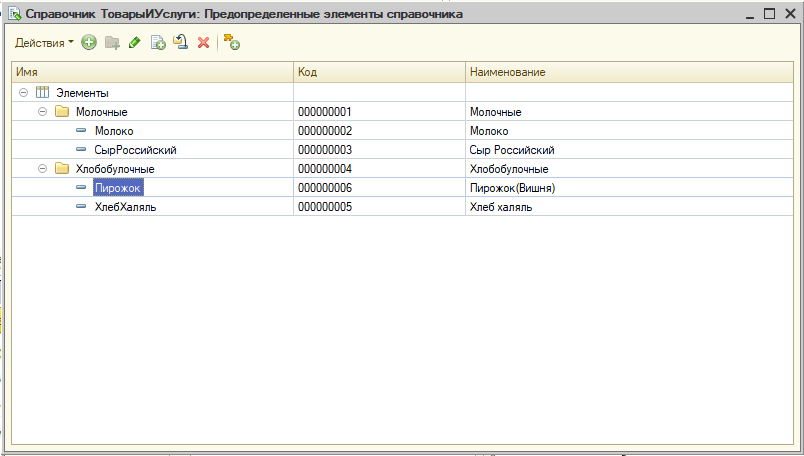 Справочник ТоварыИУслуги: Предопределенные элементы справочника
Действия
Имя Код Наименование
Элементы
Молочные 000000001 Молочные
Молоко 000000002 Молоко
СырРоссийский 000000003 Сыр Российский
Хлобобулочные 000000004 Хлобобулочные
Пирожок 000000006 Пирожок(Вишня)
ХлебХаляль 000000005 Хлеб халяль